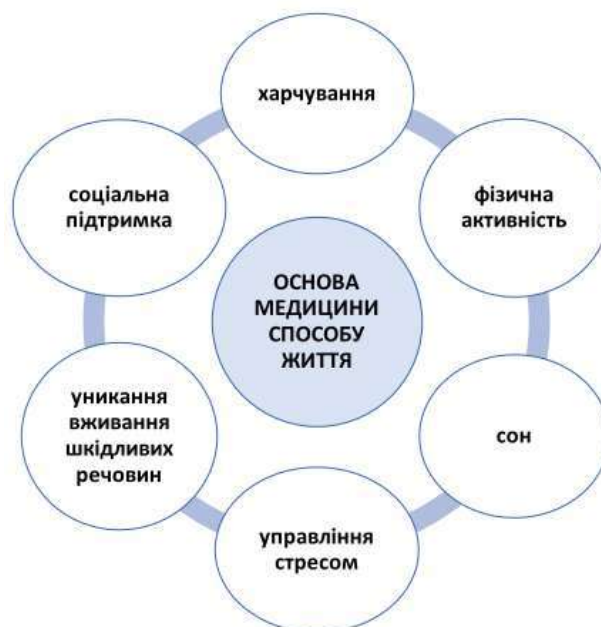 харчування
фізична
активність
сон
управління
стресом
уникання
вживання
шкідливих
речовин
соціальна
підтримка
ОСНОВА
МЕДИЦИНИ
СПОСОБУ
ЖИТТЯ